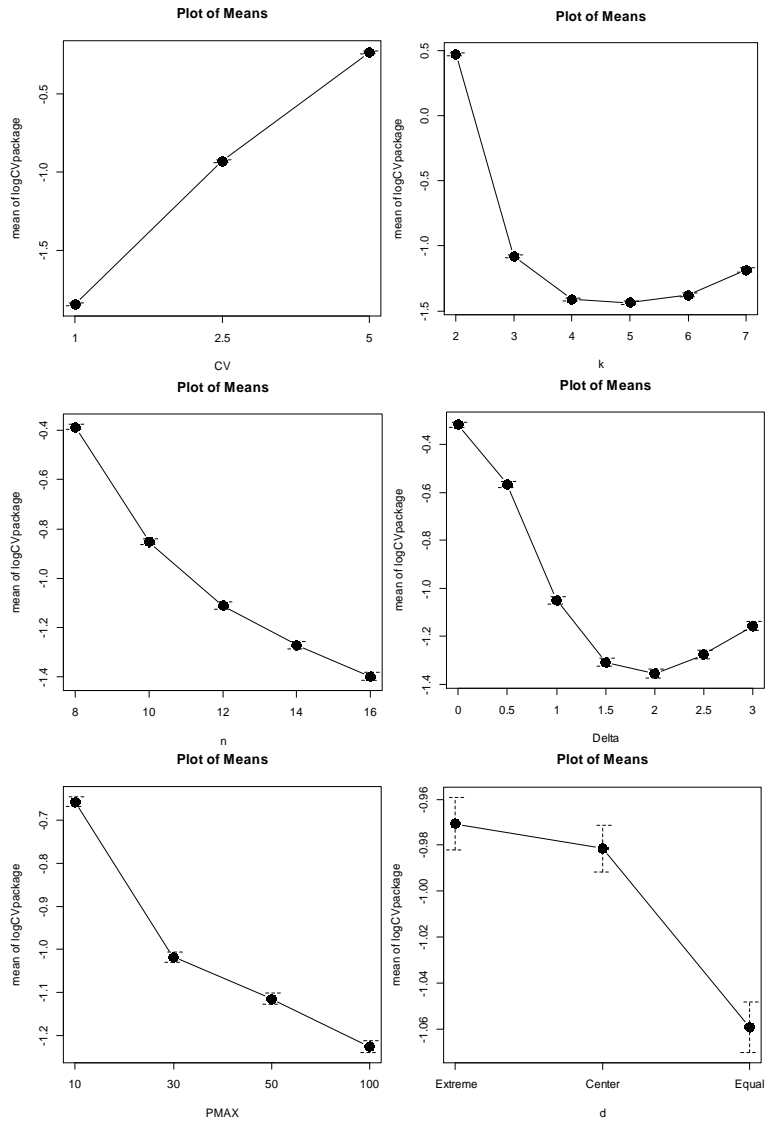 Plot of Means
mean of logCVpackage
-0.5
-1.0
-1.5
1
2.5
5
CV
Plot of Means
mean of logCVpackage
0.5
0.0
-0.5
-1.0
-1.5
2
3
4
5
6
7
k
Plot of Means
mean of logCVpackage
-0.4
-0.6
-0.8
-1.0
-1.2
-1.4
8
10
12
14
16
n
Plot of Means
mean of logCVpackage
-0.4
-0.6
-0.8
-1.0
-1.2
-1.4
0
0.5
1
1.5
2
2.5
3
Delta
Plot of Means
mean of logCVpackage
-0.7
-0.8
-0.9
-1.0
-1.1
-1.2
10
30
50
100
PMAX
Plot of Means
mean of logCVpackage
-0.96
-0.98
-1.00
-1.02
-1.04
-1.06
Extreme
Center
Equal
d